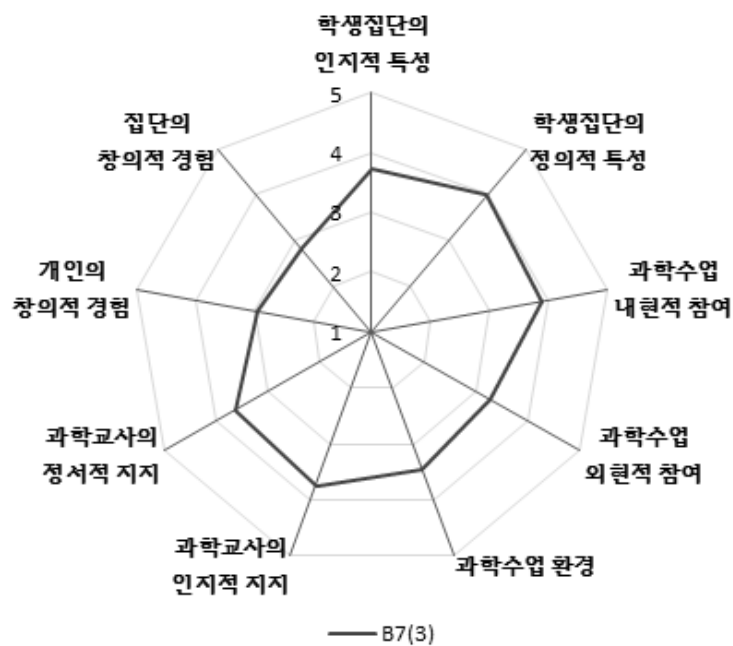 학생집단의
인지적 특성
학생집단의
정의적 특성
과학수업
내현적 참여
과학수업
외현적 참여
과학수업 환경
과학교사의
인지적 지지
과학교사의
정서적 지지
개인의
창의적 경험
집단의
창의적 경험
5
4
3
2
1
B7(3)